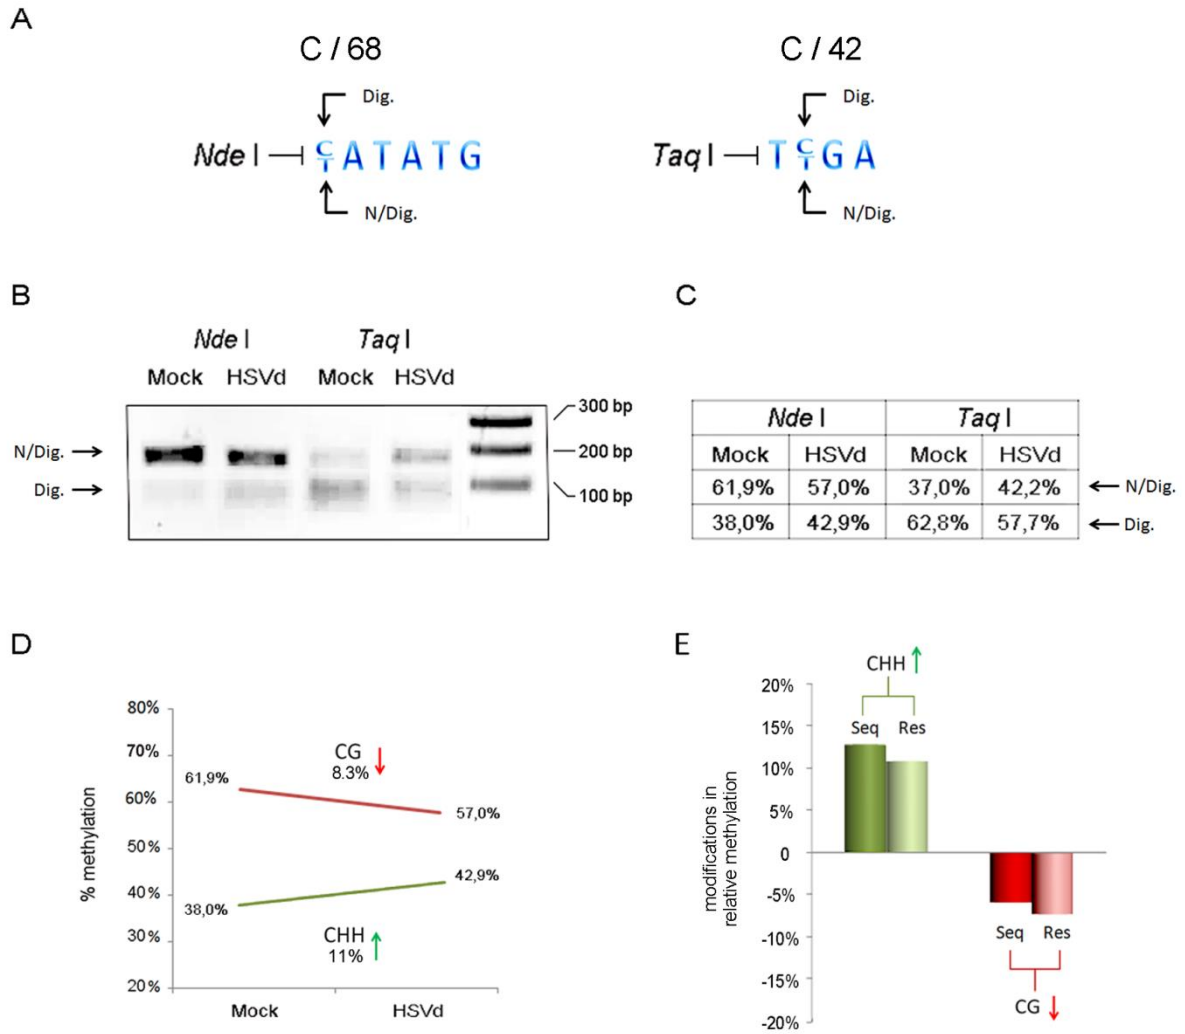 A
C / 68
C / 42
Dig.
Dig.
Nde I
C
T
ATATG
Taq I
T
C
T
GA
N/Dig.
N/Dig.
B
C
Nde I
Taq I
Mock
HSVd
Mock
HSVd
300 bp
N/Dig.
200 bp
Dig.
100 bp
Nde I
Taq I
Mock
HSVd
Mock
HSVd
61,9%
57,0%
37,0%
42,2%
N/Dig.
38,0%
42,9%
62,8%
57,7%
Dig.
D
% methylation
80%
70%
60%
50%
40%
30%
20%
61,9%
CG
8.3%
57,0%
42,9%
38,0%
CHH
11%
Mock
HSVd
E
modifications in
relative methylation
20%
15%
10%
5%
0
-5%
-10%
-15%
-20%
CHH
Seq
Res
Seq
Res
CG